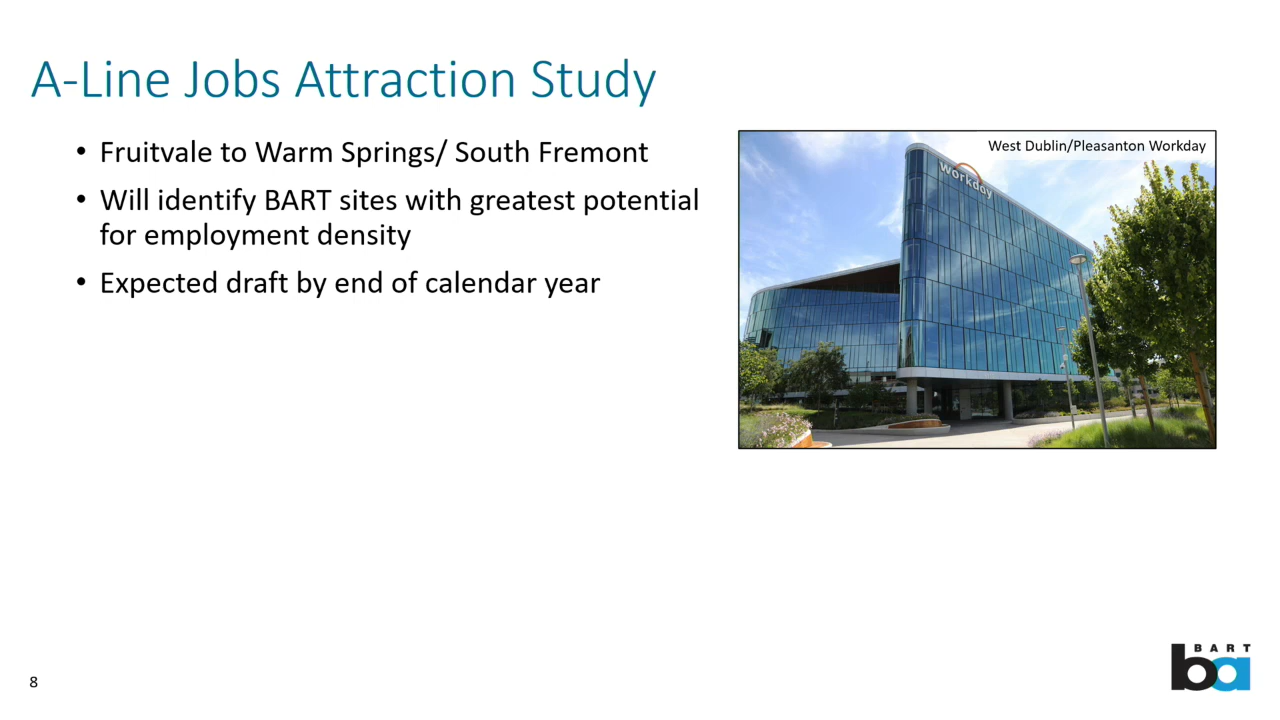 A-Line Jobs Attraction Study
• Fruitvale to Warm Springs/ South Fremont
• Will identify BART sites with greatest potential
for employment density
• Expected draft by end of calendar year
West Dublin/Pleasanton Workday
Workday
8
BART
ba